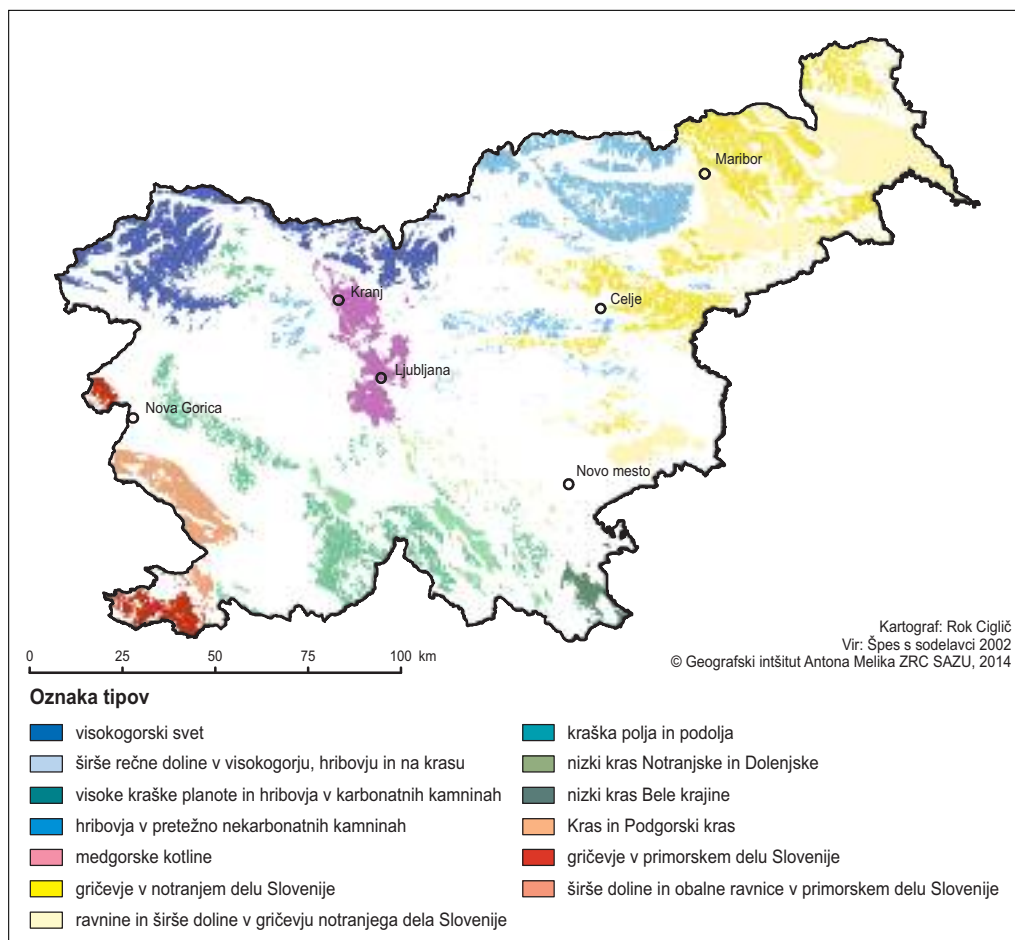 Maribor
Kranj
Celje
Ljubljana
Nova Gorica
Novo mesto
Kartograf: Rok Ciglič
Vir: Špes s sodelavci 2002
© Geografski intšitut Antona Melika ZRC SAZU, 2014
0 25 50 75 100 km
Oznaka tipov
visokogorski svet
širše rečne doline v visokogorju, hribovju in na krasu
visoke kraške planote in hribovja v karbonatnih kamninah
hribovja v pretežno nekarbonatnih kamninah
medgorske kotline
gričevje v notranjem delu Slovenije
ravnine in širše doline v gričevju notranjega dela Slovenije
kraška polja in podolja
nizki kras Notranjske in Dolenjske
nizki kras Bele krajine
Kras in Podgorski kras
gričevje v primorskem delu Slovenije
širše doline in obalne ravnice v primorskem delu Slovenije